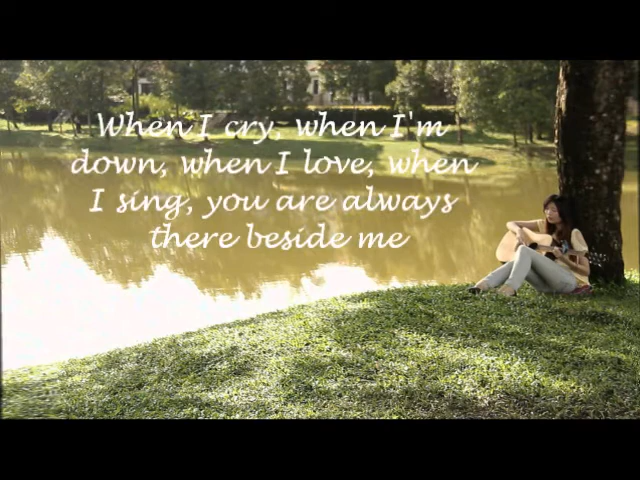 When I cry, when I'm
down, when I love, when
I sing, you are always
there beside me